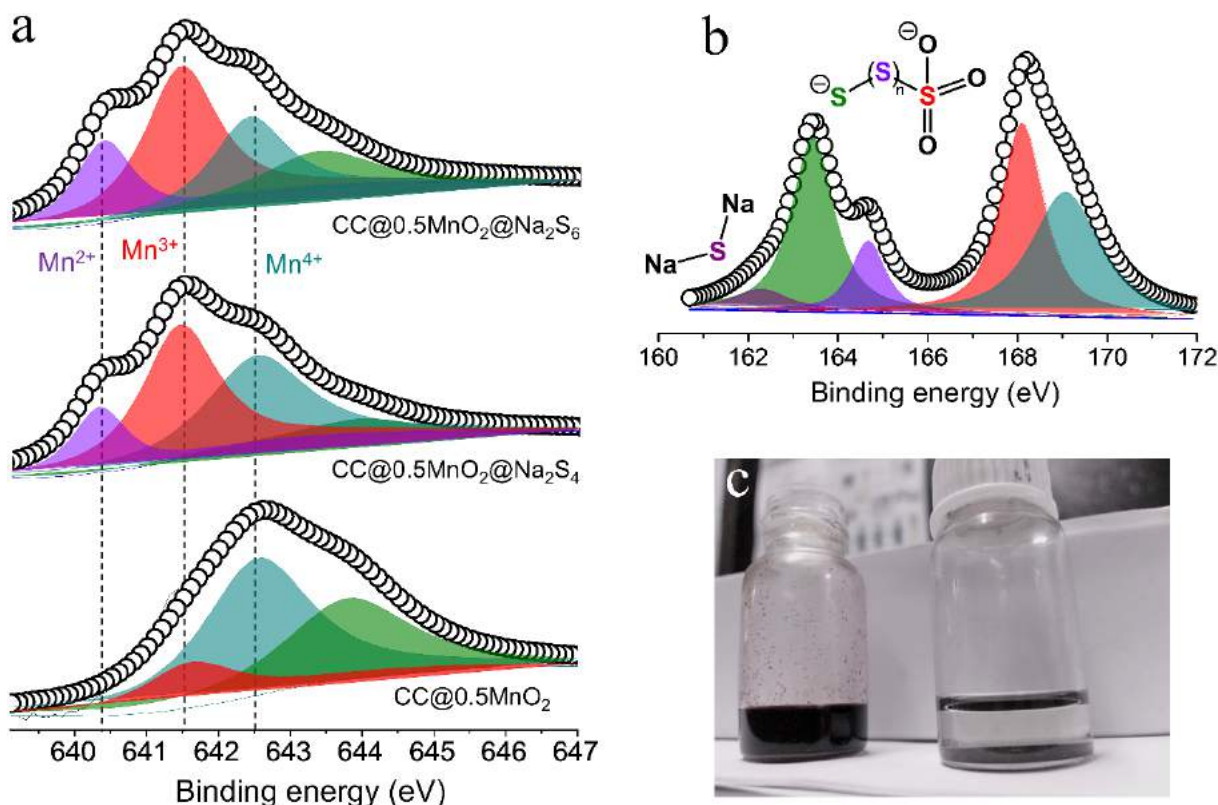 a
CC@0.5MnO₂@Na₂S₆
Mn²⁺
Mn³⁺
Mn⁴⁺
CC@0.5MnO₂@Na₂S₄
CC@0.5MnO₂
640 641 642 643 644 645 646 647
Binding energy (eV)
b
⊖
O
⊖
S
(S)ₙ
S
O
O
Na
Na
S
160 162 164 166 168 170 172
Binding energy (eV)
c